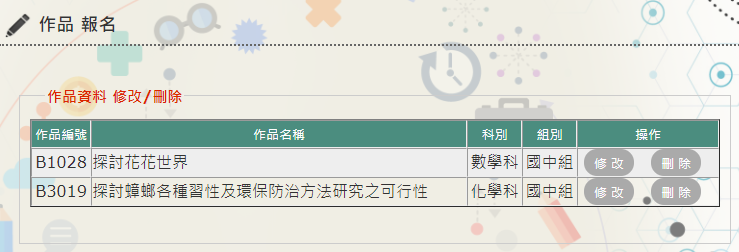 作品 報名
作品資料 修改/刪除
作品編號 作品名稱 科別 組別 操作
B1028 探討花花世界 數學科 國中組 修 改 刪 除
B3019 探討蟑螂各種習性及環保防治方法研究之可行性 化學科 國中組 修 改 刪 除